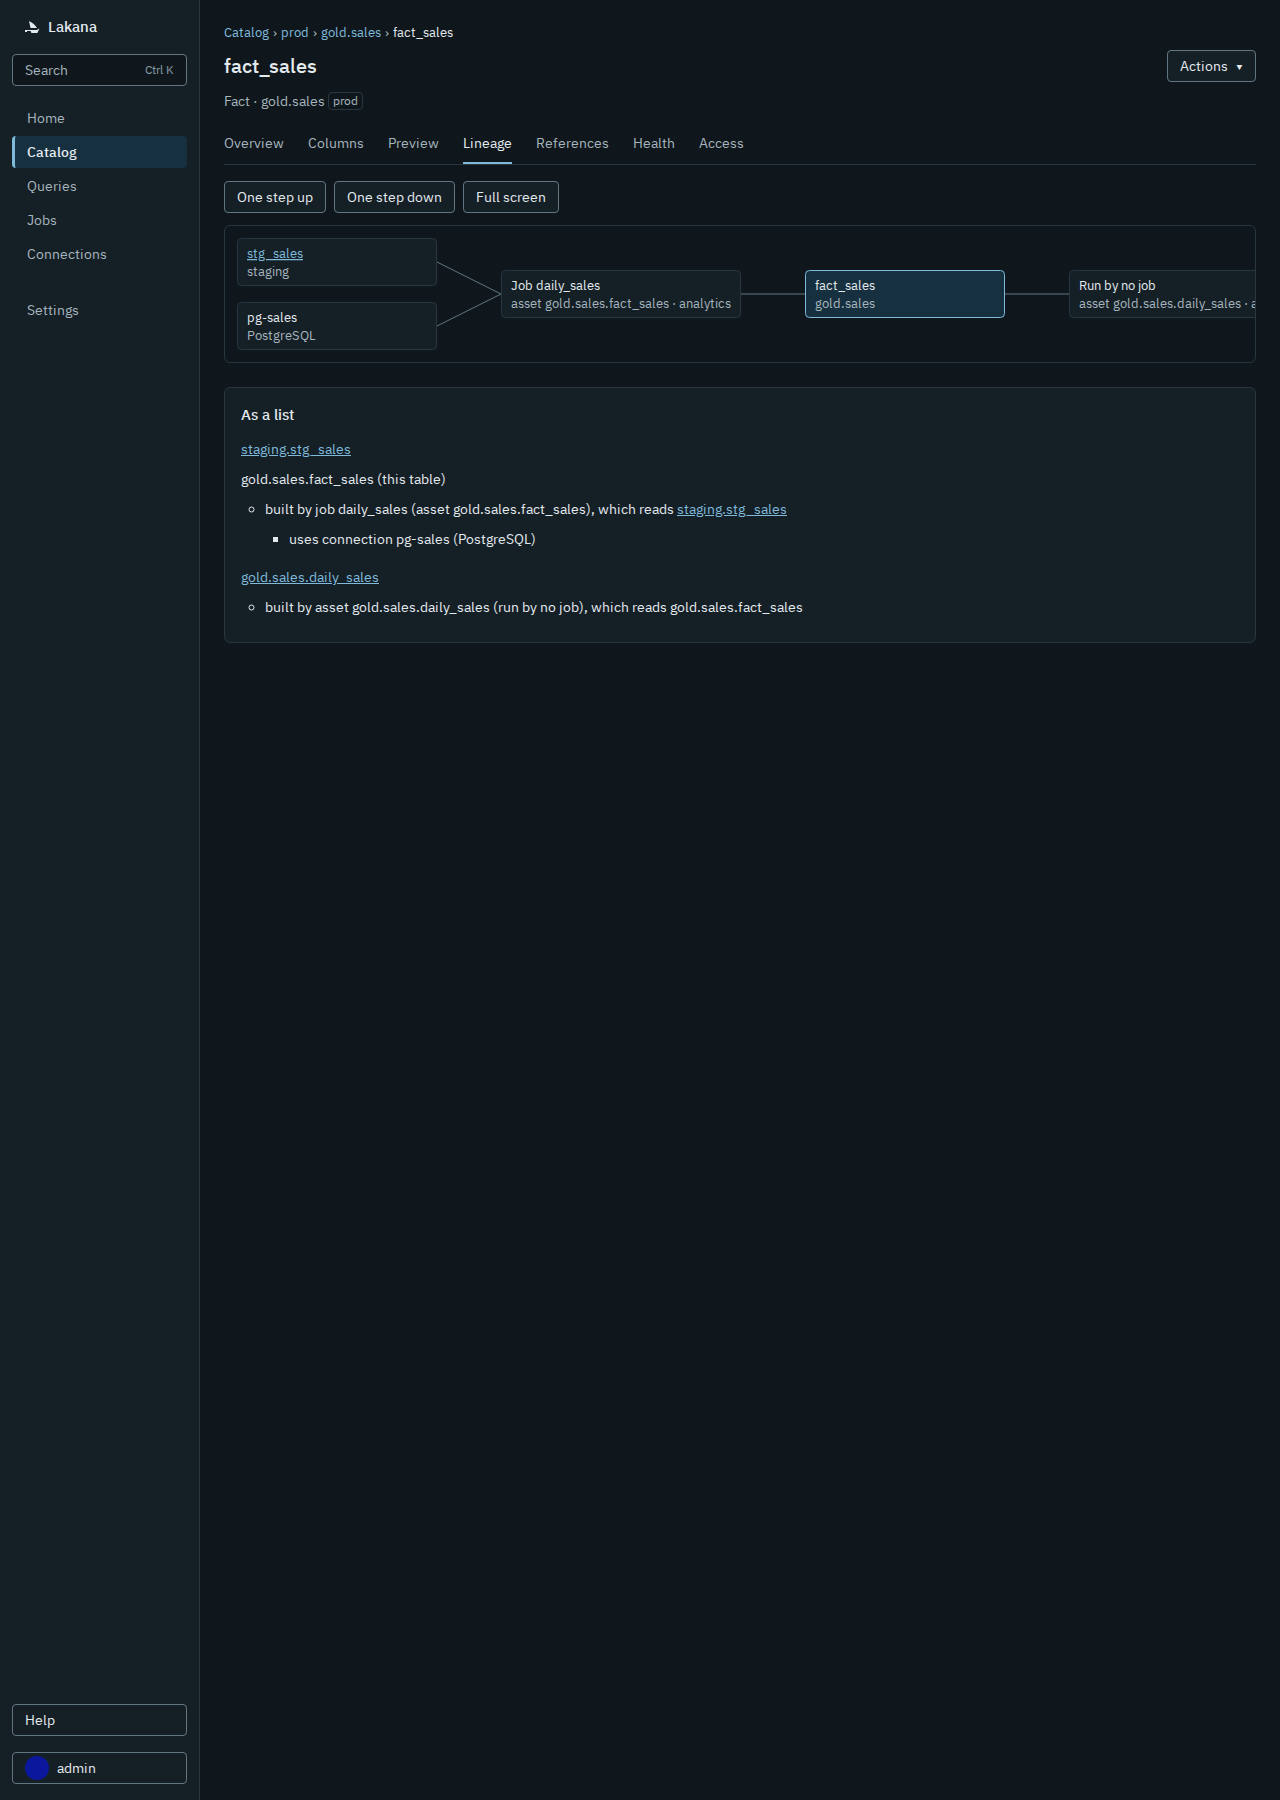 Lakana
Search Ctrl K
Home
Catalog
Queries
Jobs
Connections
Settings
Help
admin
Catalog › prod › gold.sales › fact_sales
fact_sales
Actions ▾
Fact · gold.sales prod
Overview Columns Preview Lineage References Health Access
One step up One step down Full screen
stg_sales
staging
pg-sales
PostgreSQL
Job daily_sales
asset gold.sales.fact_sales · analytics
fact_sales
gold.sales
Run by no job
asset gold.sales.daily_sales ·
As a list
staging.stg_sales
gold.sales.fact_sales (this table)
built by job daily_sales (asset gold.sales.fact_sales), which reads staging.stg_sales
uses connection pg-sales (PostgreSQL)
gold.sales.daily_sales
built by asset gold.sales.daily_sales (run by no job), which reads gold.sales.fact_sales